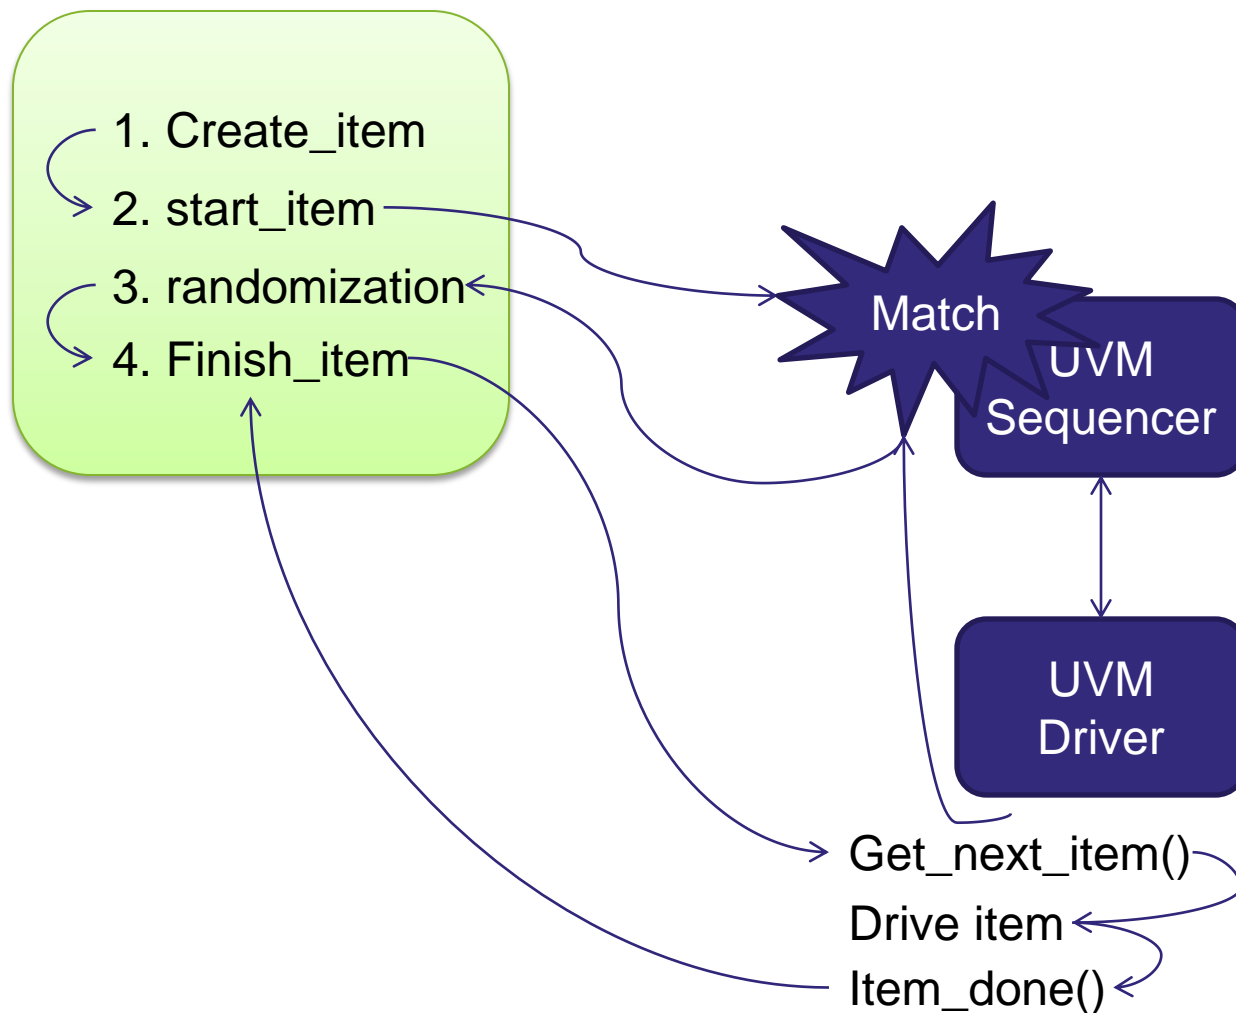 1. Create_item
2. start_item
3. randomization
4. Finish_item
Match
UVM
Sequencer
UVM
Driver
Get_next_item()
Drive item
Item_done()